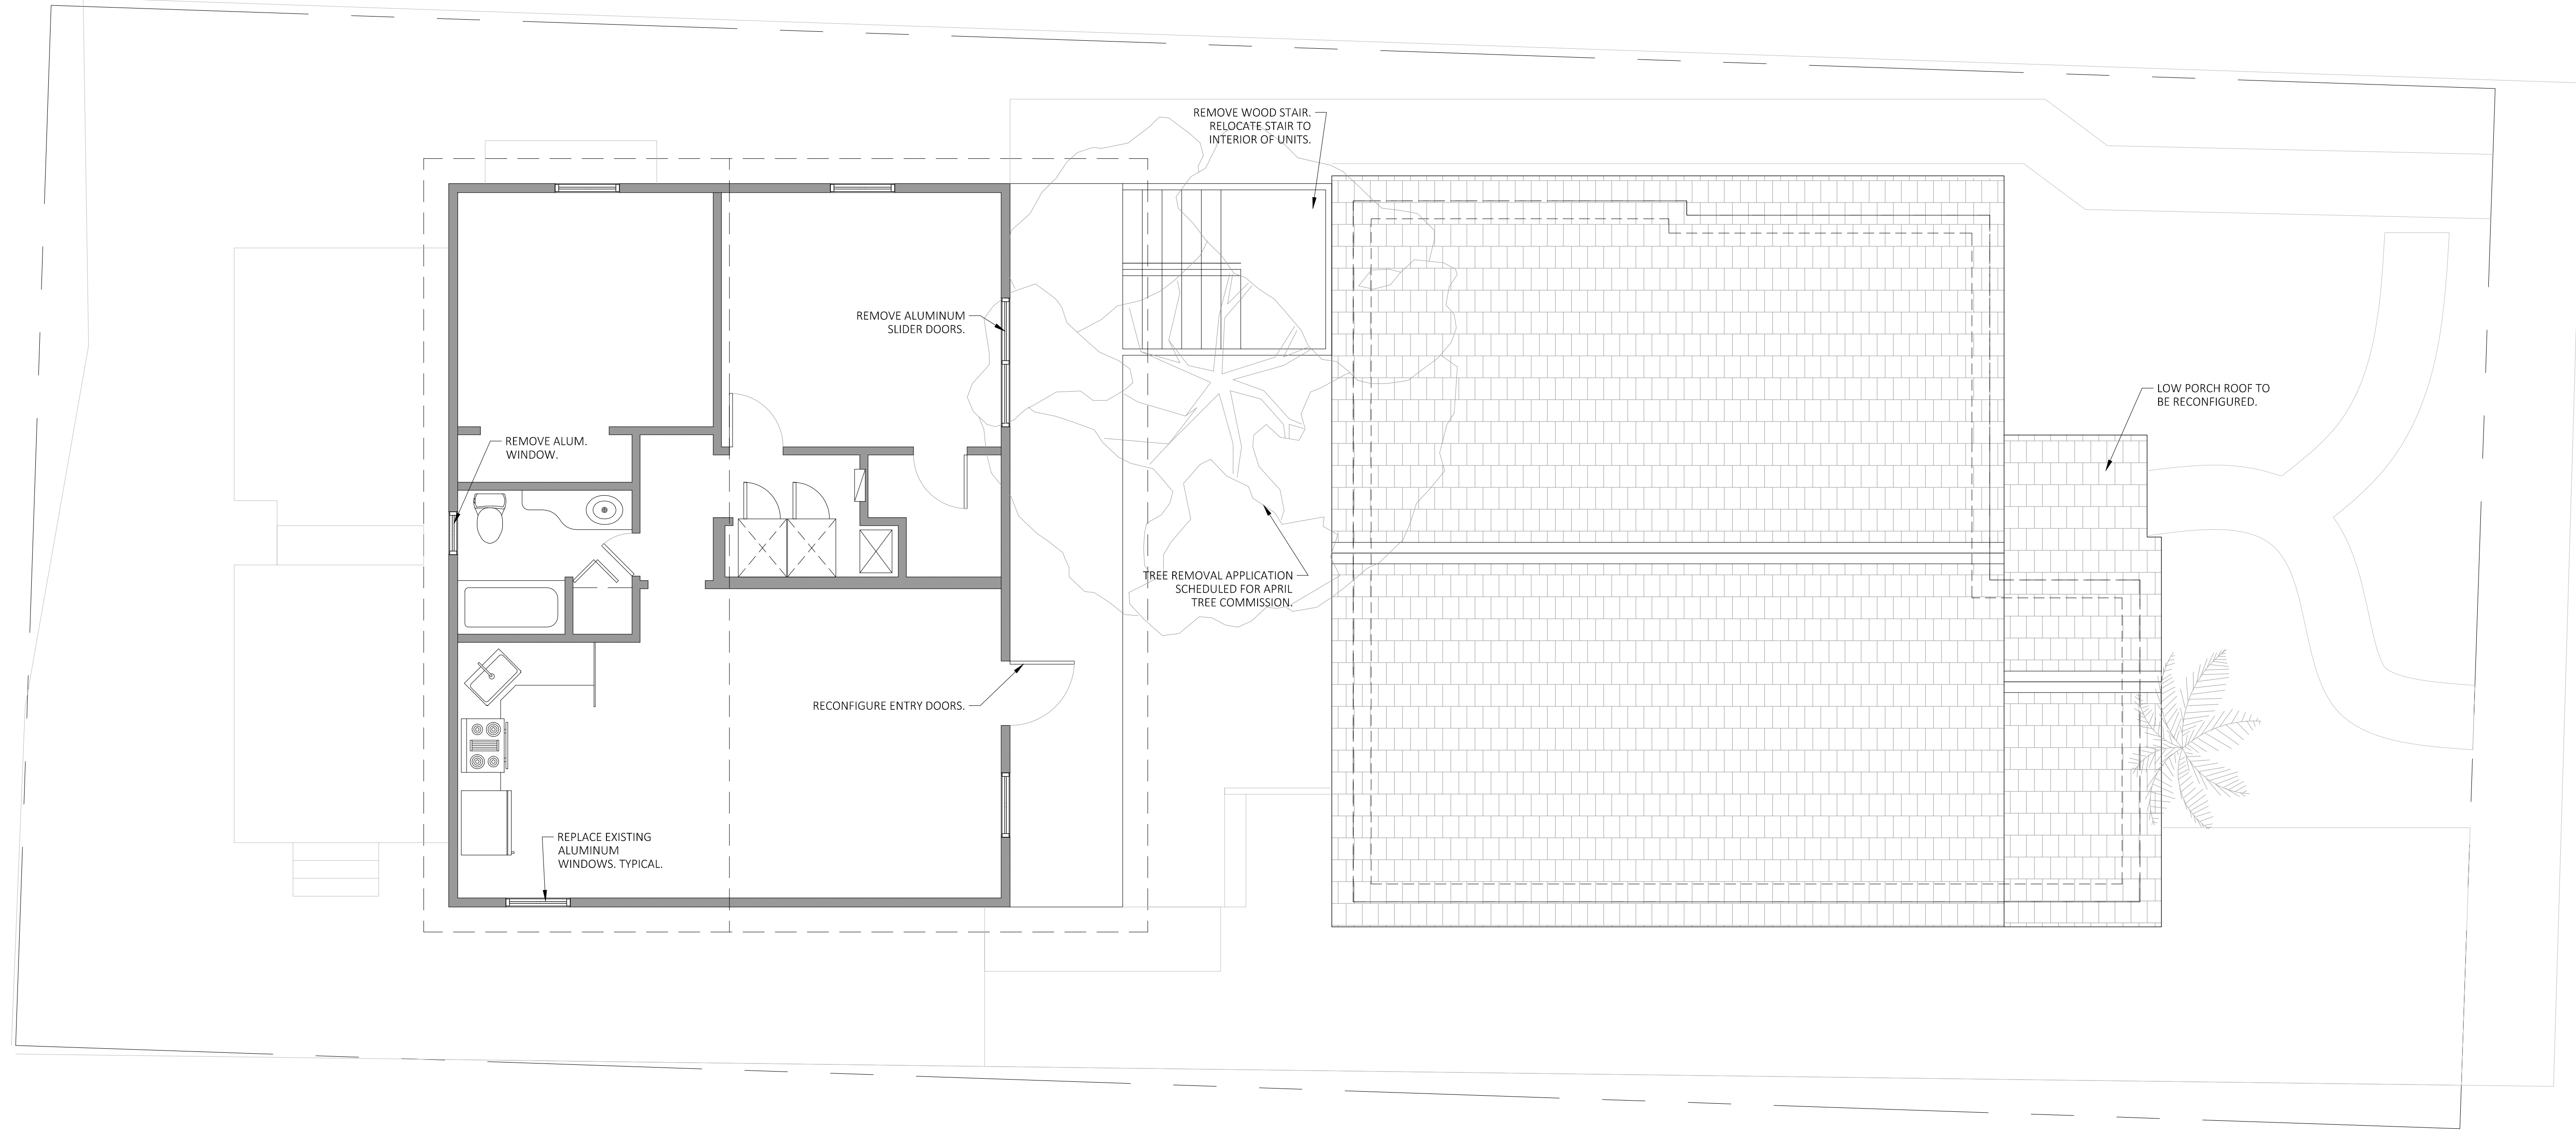 REMOVE WOOD STAIR.
RELOCATE STAIR TO
INTERIOR OF UNITS.
REMOVE ALUMINUM
SLIDER DOORS.
LOW PORCH ROOF TO
BE RECONFIGURED.
REMOVE ALUM.
WINDOW.
TREE REMOVAL APPLICATION
SCHEDULED FOR APRIL
TREE COMMISSION.
RECONFIGURE ENTRY DOORS.
REPLACE EXISTING
ALUMINUM
WINDOWS. TYPICAL.